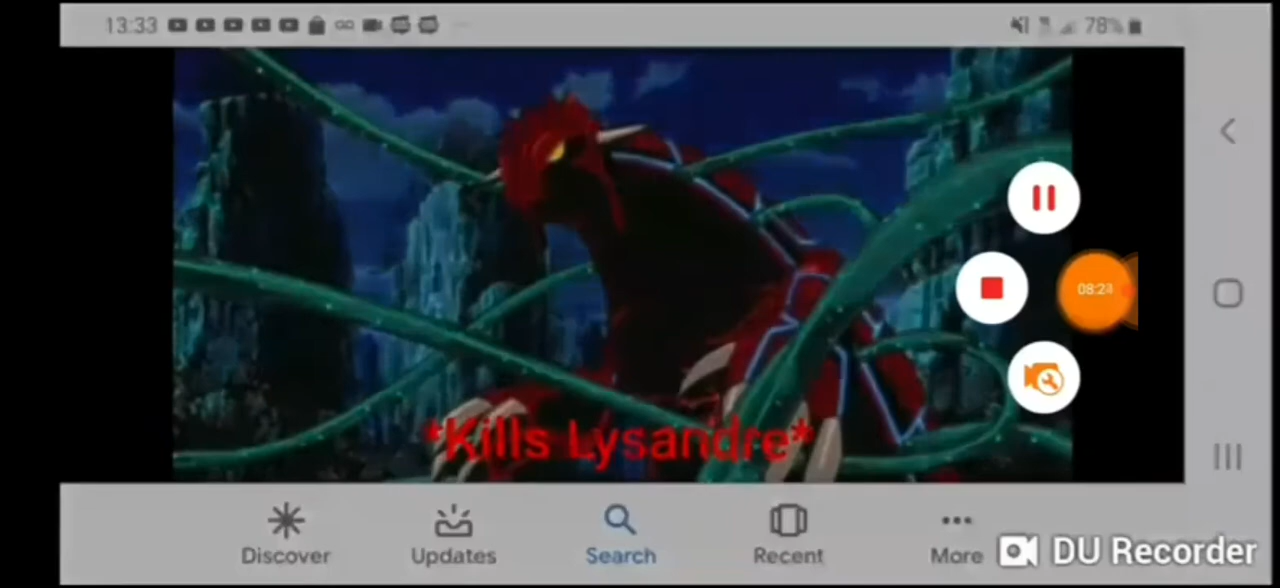 13:33
78%
08:23
*Kills Lysandre*
Discover
Updates
Search
Recent
More
DU Recorder